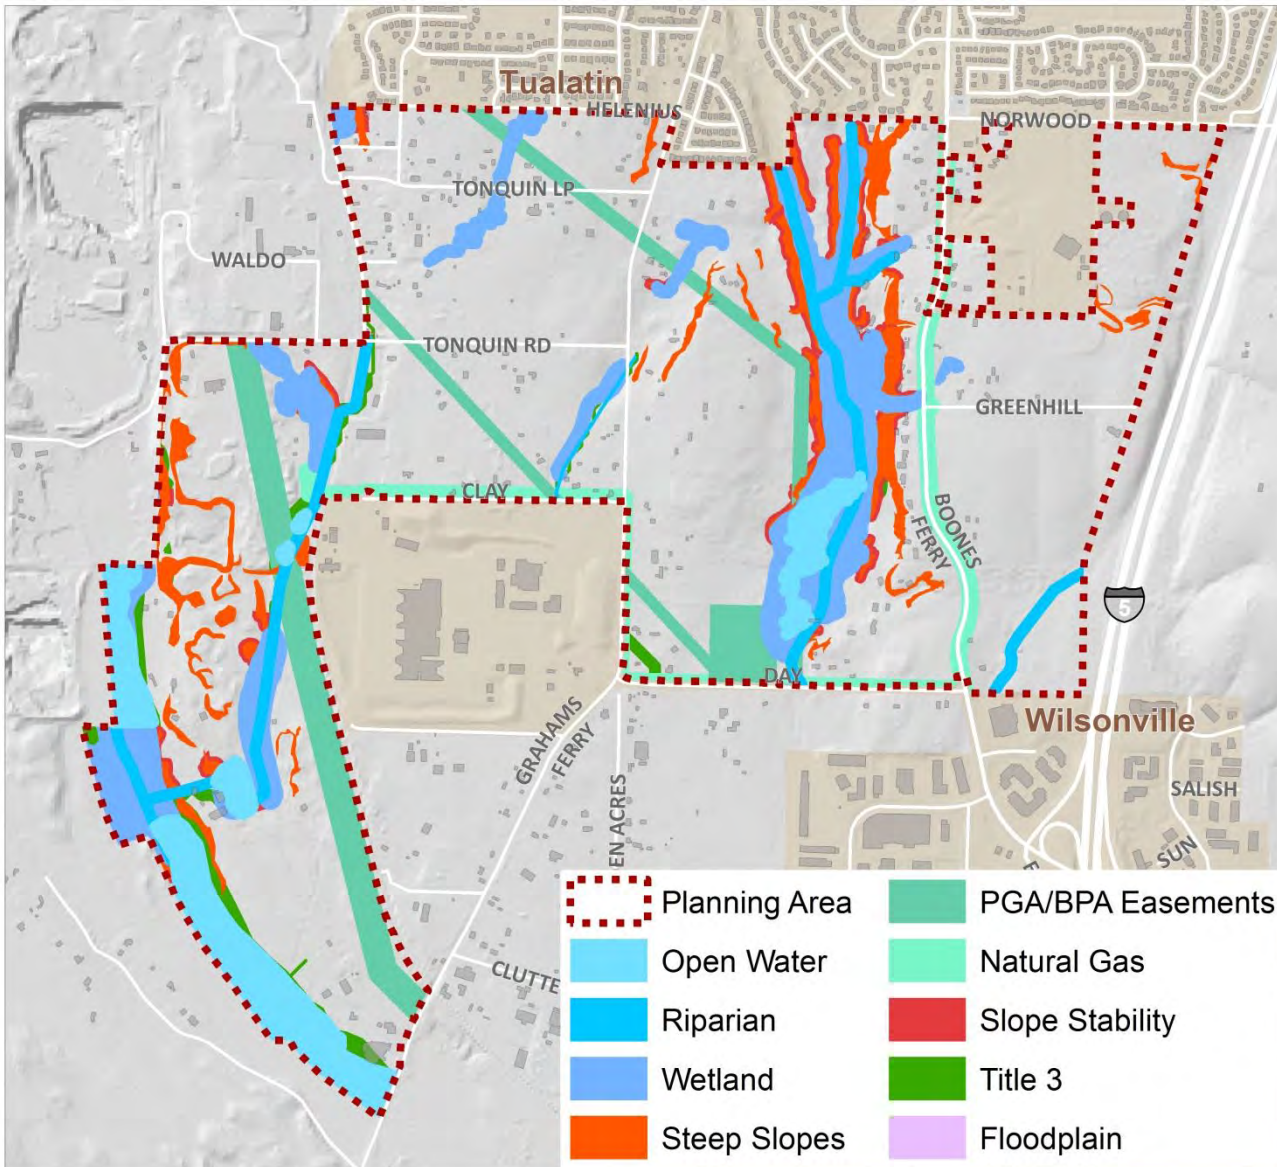 Tualatin
HELENIUS
NORWOOD
TONQUIN LP
WALDO
TONQUIN RD
GREENHILL
CLAY
BOONES
FERRY
5
DAY
Wilsonville
GRAHAMS
FERRY
EN ACRES
SALISH
SUN
F
CLUTTE
Planning Area
PGA/BPA Easements
Open Water
Natural Gas
Riparian
Slope Stability
Wetland
Title 3
Steep Slopes
Floodplain